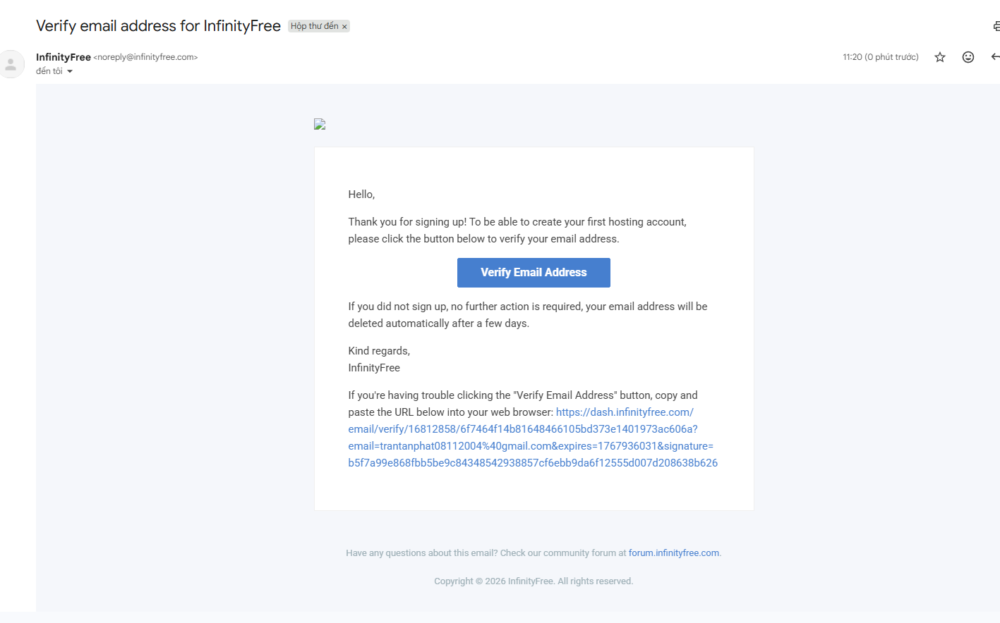 Verify email address for InfinityFree Hộp thư đến ×
InfinityFree <noreply@infinityfree.com> 11:20 (0 phút trước)
đến tôi
Hello,
Thank you for signing up! To be able to create your first hosting account,
please click the button below to verify your email address.
Verify Email Address
If you did not sign up, no further action is required, your email address will be
deleted automatically after a few days.
Kind regards,
InfinityFree
If you're having trouble clicking the "Verify Email Address" button, copy and
paste the URL below into your web browser: https://dash.infinityfree.com/
email/verify/16812858/6f7464f14b81648466105bd373e1401973ac606a?
email=trantanphat08112004%40gmail.com&expires=1767936031&signature=
b5f7a99e868fbb5be9c84348542938857cf6ebb9da6f12555d007d208638b626
Have any questions about this email? Check our community forum at forum.infinityfree.com.
Copyright © 2026 InfinityFree. All rights reserved.